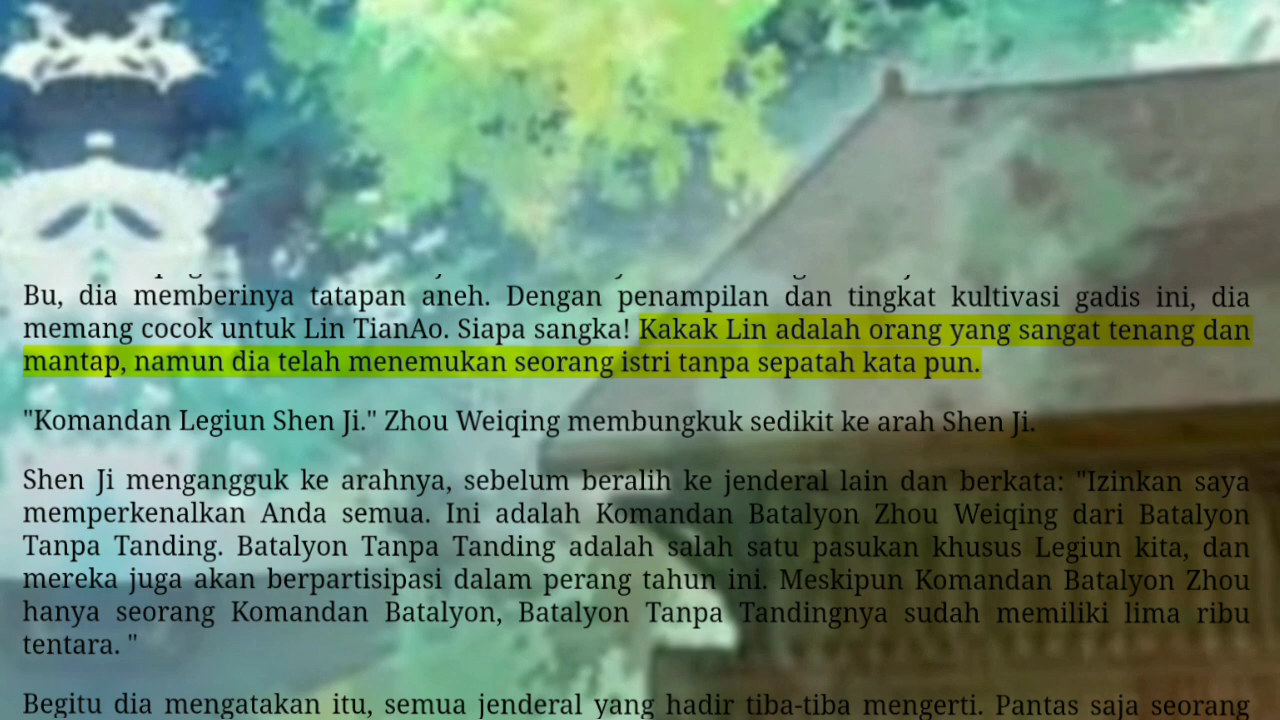 Bu, dia memberinya tatapan aneh. Dengan penampilan dan tingkat kultivasi gadis ini, dia
memang cocok untuk Lin TianAo. Siapa sangka! Kakak Lin adalah orang yang sangat tenang dan
mantap, namun dia telah menemukan seorang istri tanpa sepatah kata pun.
"Komandan Legiun Shen Ji." Zhou Weiqing membungkuk sedikit ke arah Shen Ji.
Shen Ji mengangguk ke arahnya, sebelum beralih ke jenderal lain dan berkata: "Izinkan saya
memperkenalkan Anda semua. Ini adalah Komandan Batalyon Zhou Weiqing dari Batalyon
Tanpa Tanding. Batalyon Tanpa Tanding adalah salah satu pasukan khusus Legiun kita, dan
mereka juga akan berpartisipasi dalam perang tahun ini. Meskipun Komandan Batalyon Zhou
hanya seorang Komandan Batalyon, Batalyon Tanpa Tandingnya sudah memiliki lima ribu
tentara. "
Begitu dia mengatakan itu, semua jenderal yang hadir tiba-tiba mengerti. Pantas saja seorang